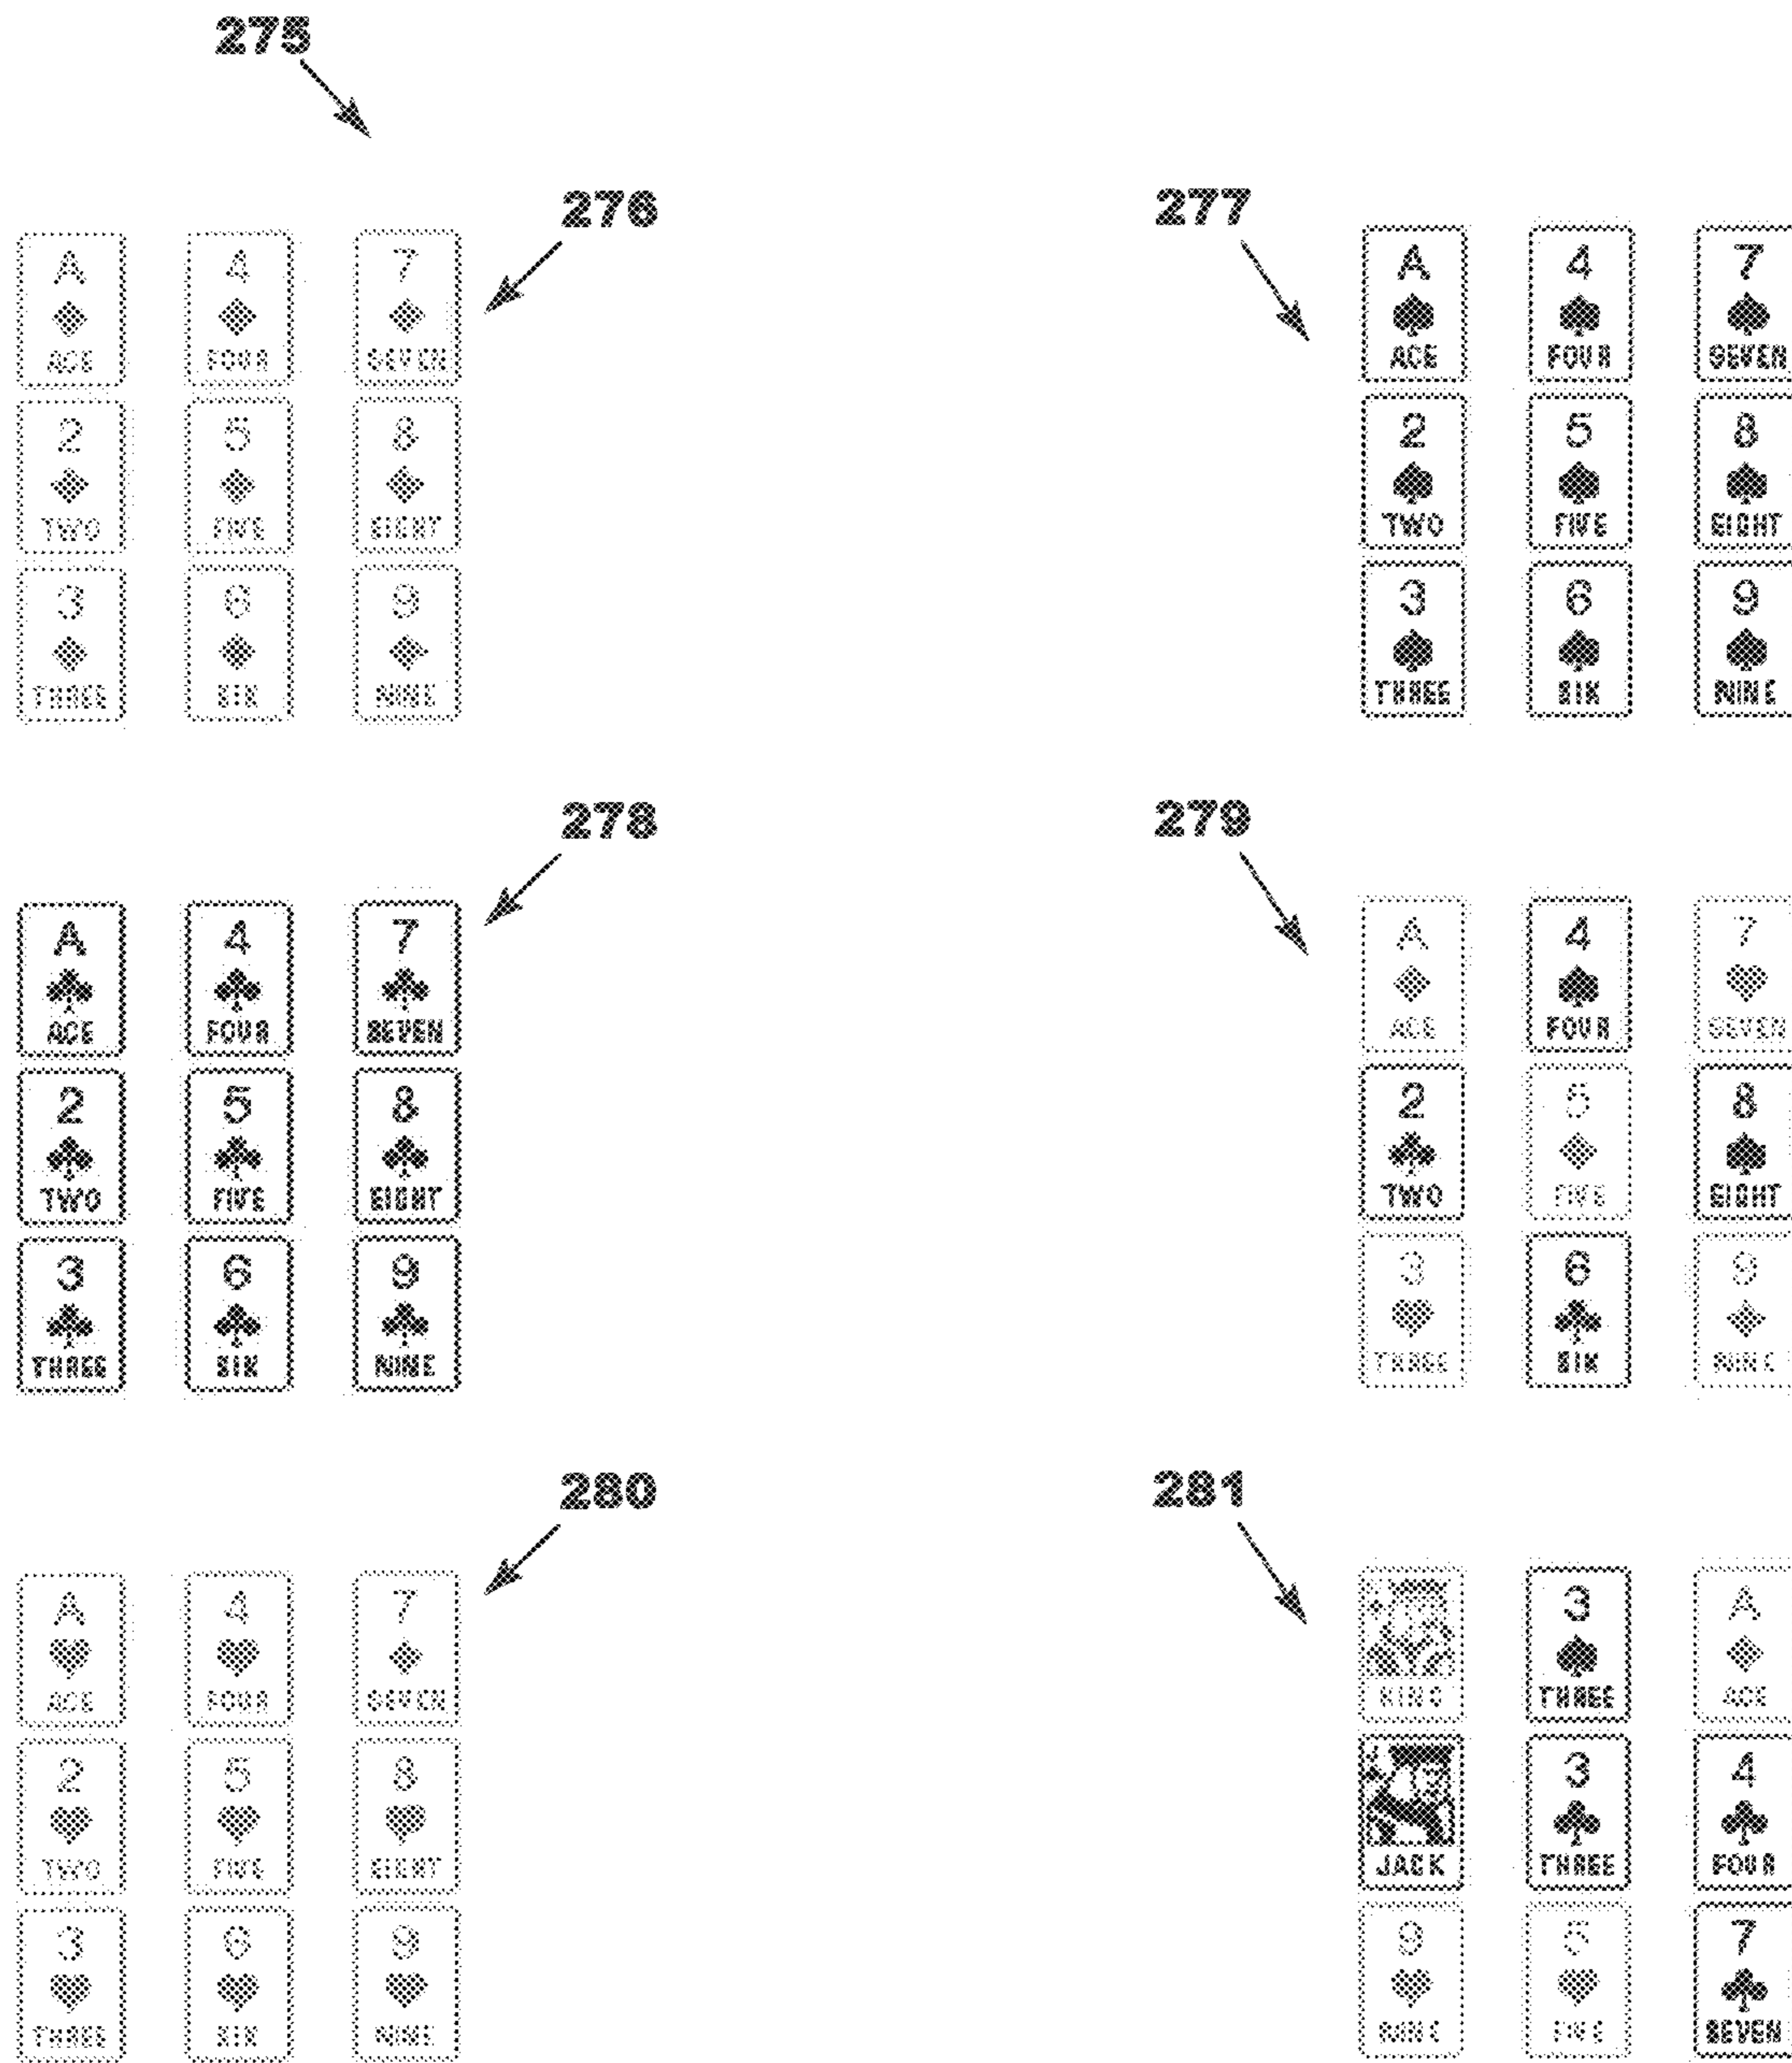 275
276
277
A 4 7
ACE FOUR SEVEN
2 5 8
TWO FIVE EIGHT
3 6 9
THREE SIX NINE
A 4 7
ACE FOUR SEVEN
2 5 8
TWO FIVE EIGHT
3 6 9
THREE SIX NINE
278
279
A 4 7
ACE FOUR SEVEN
2 5 8
TWO FIVE EIGHT
3 6 9
THREE SIX NINE
A 4 7
ACE FOUR SEVEN
2 5 8
TWO FIVE EIGHT
3 6 9
THREE SIX NINE
280
281
A 4 7
ACE FOUR SEVEN
2 5 8
TWO FIVE EIGHT
3 6 9
THREE SIX NINE
3 A
KING THREE ACE
3 4
JACK THREE FOUR
9 5 7
NINE FIVE SEVEN